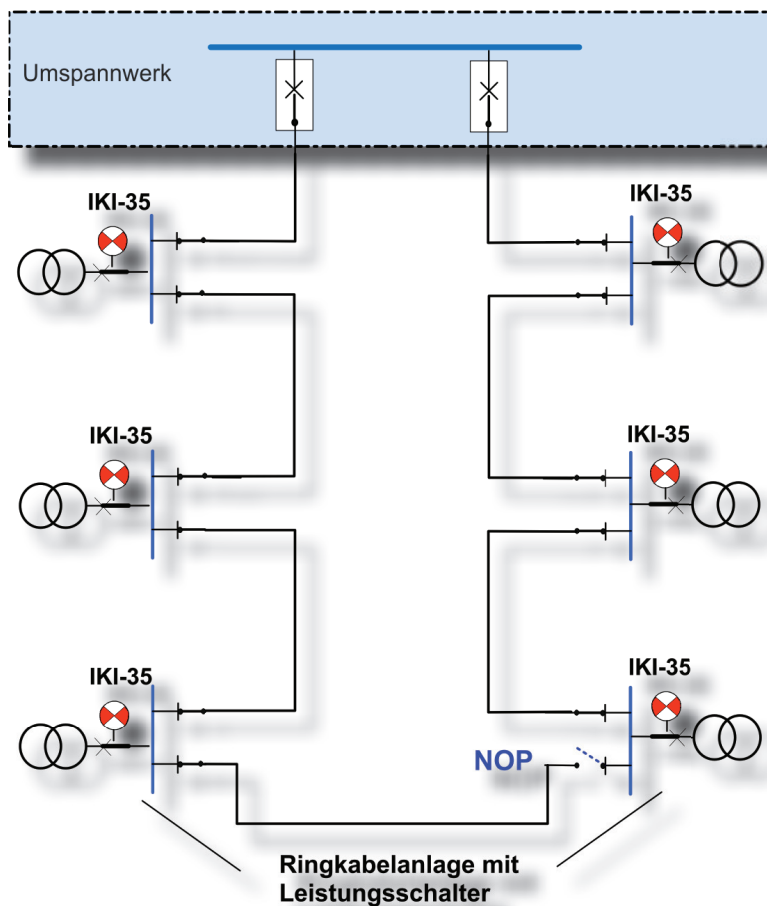 Umspannwerk
IKI-35
IKI-35
IKI-35
IKI-35
IKI-35
IKI-35
NOP
Ringkabelanlage mit
Leistungsschalter